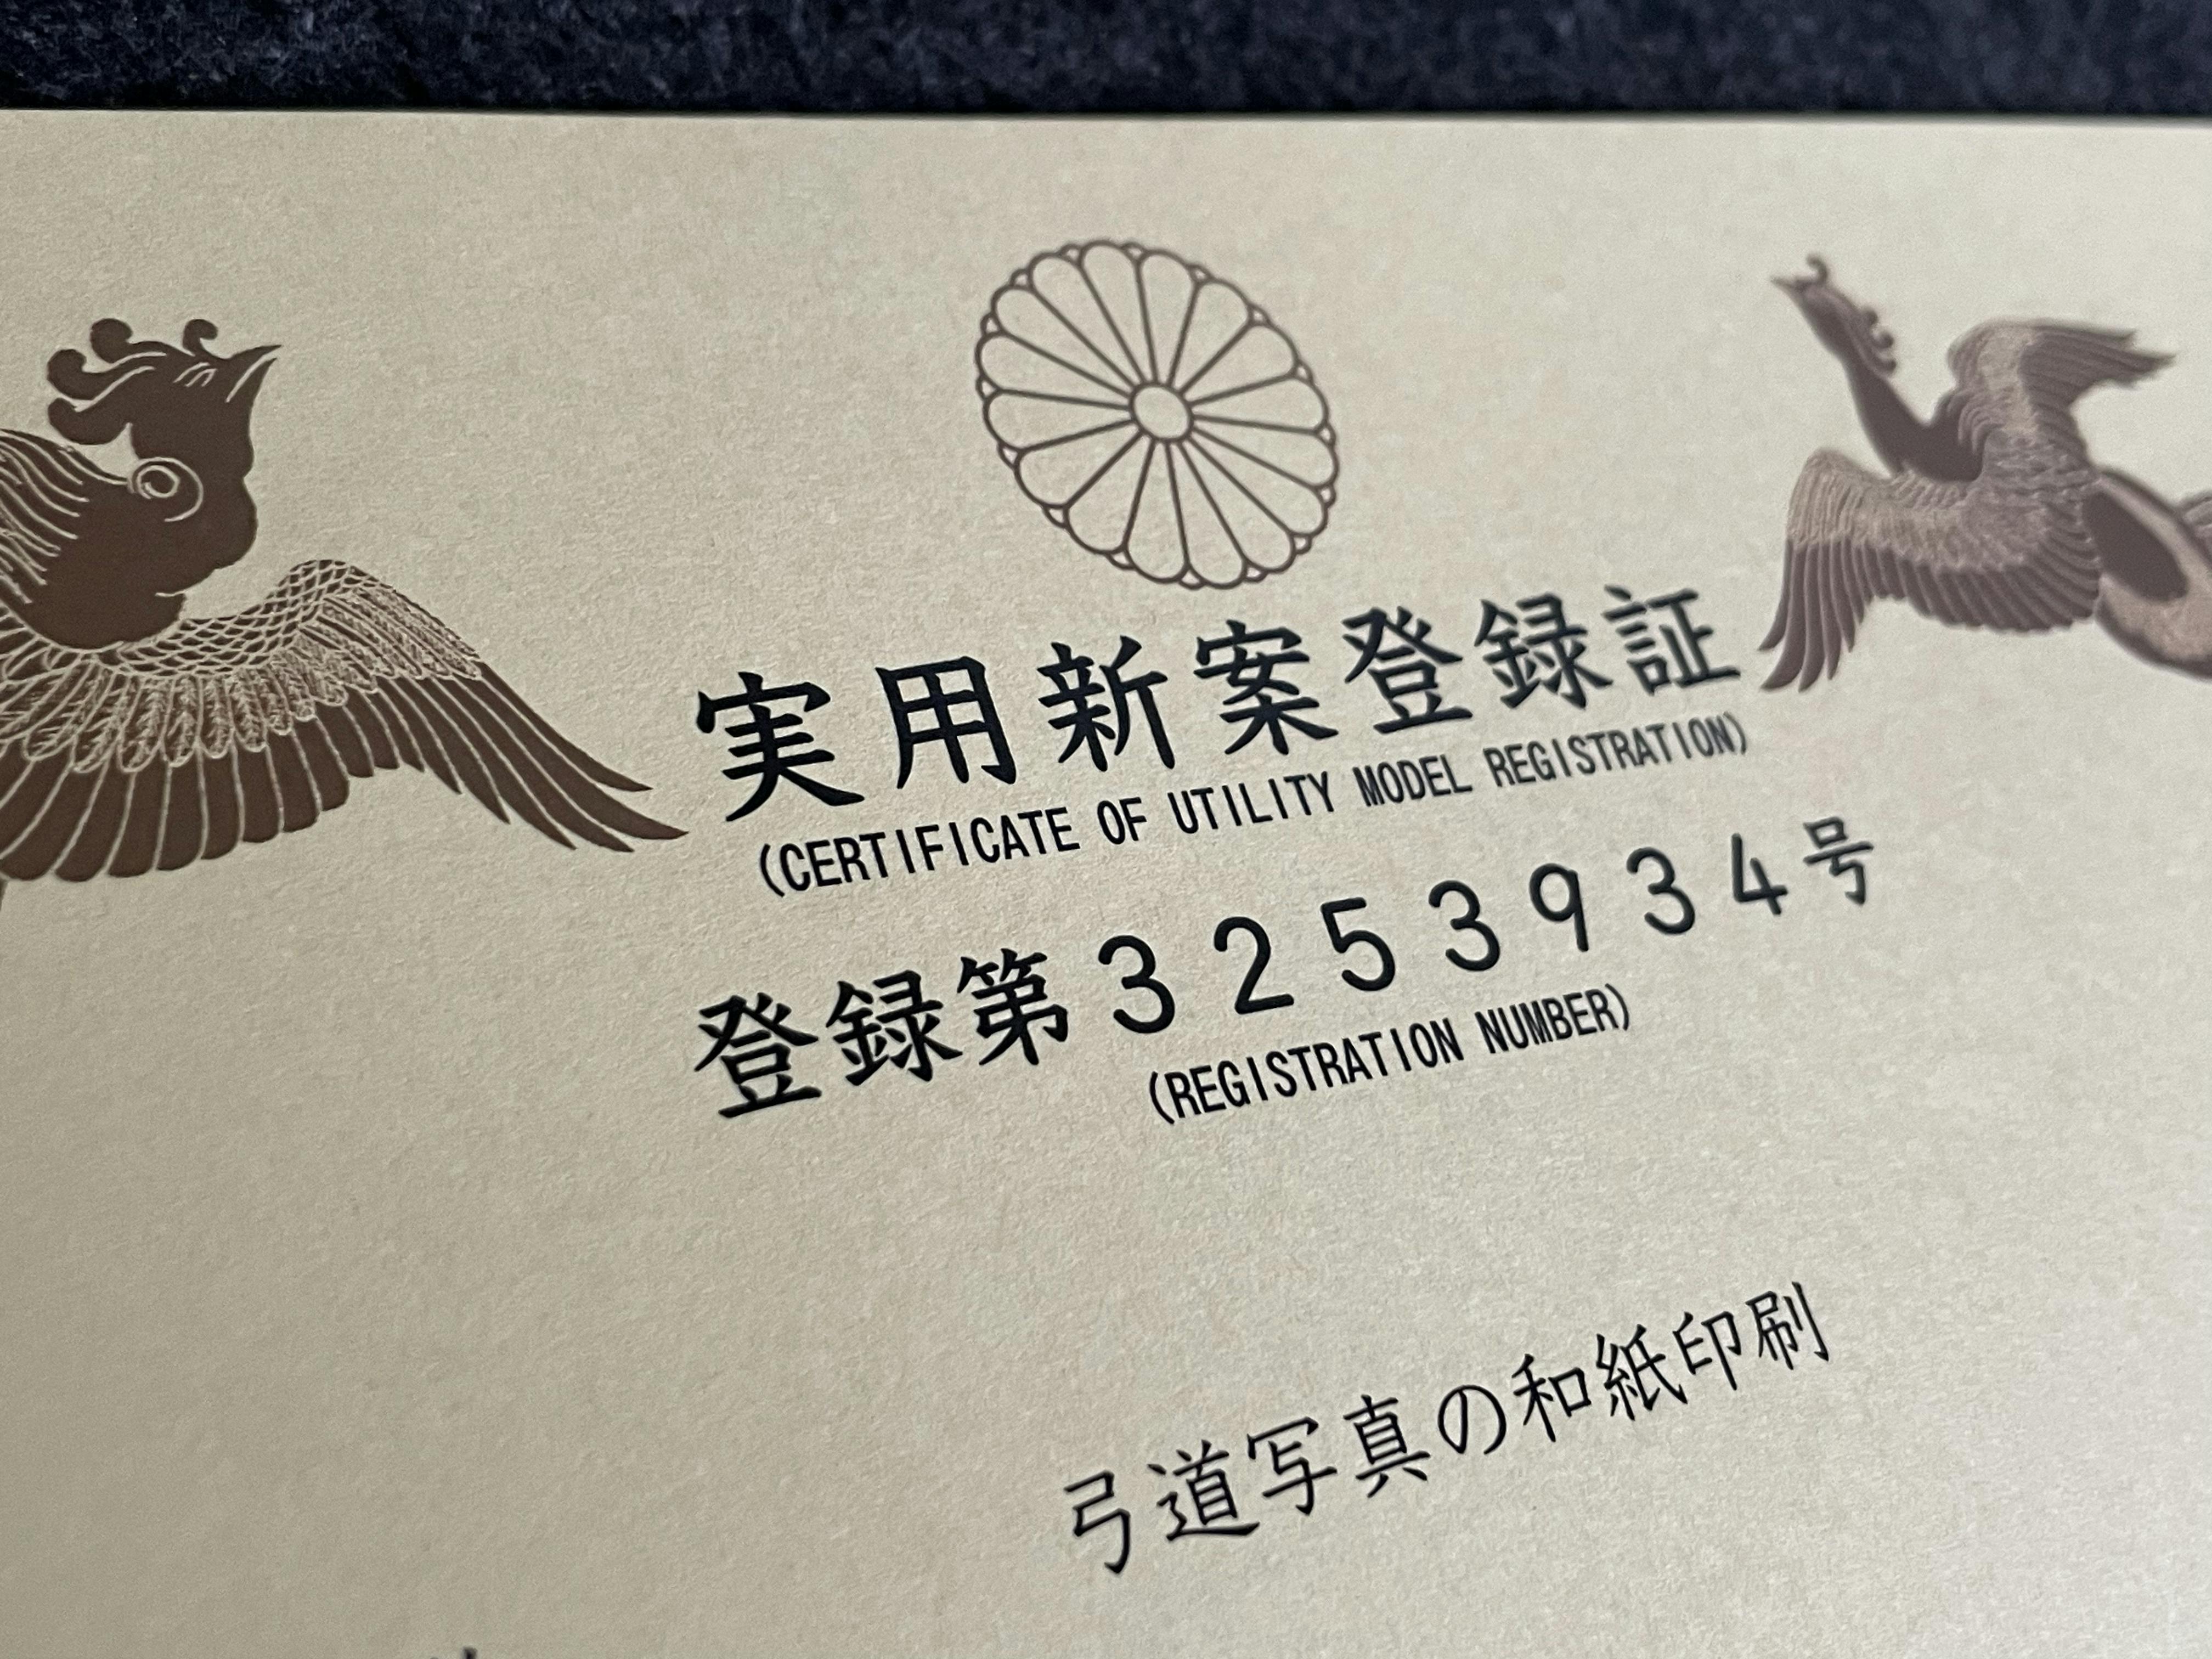 実用新案登録証
(CERTIFICATE OF UTILITY MODEL REGISTRATION)
登録第3253934号
(REGISTRATION NUMBER)
弓道写真の和紙印刷